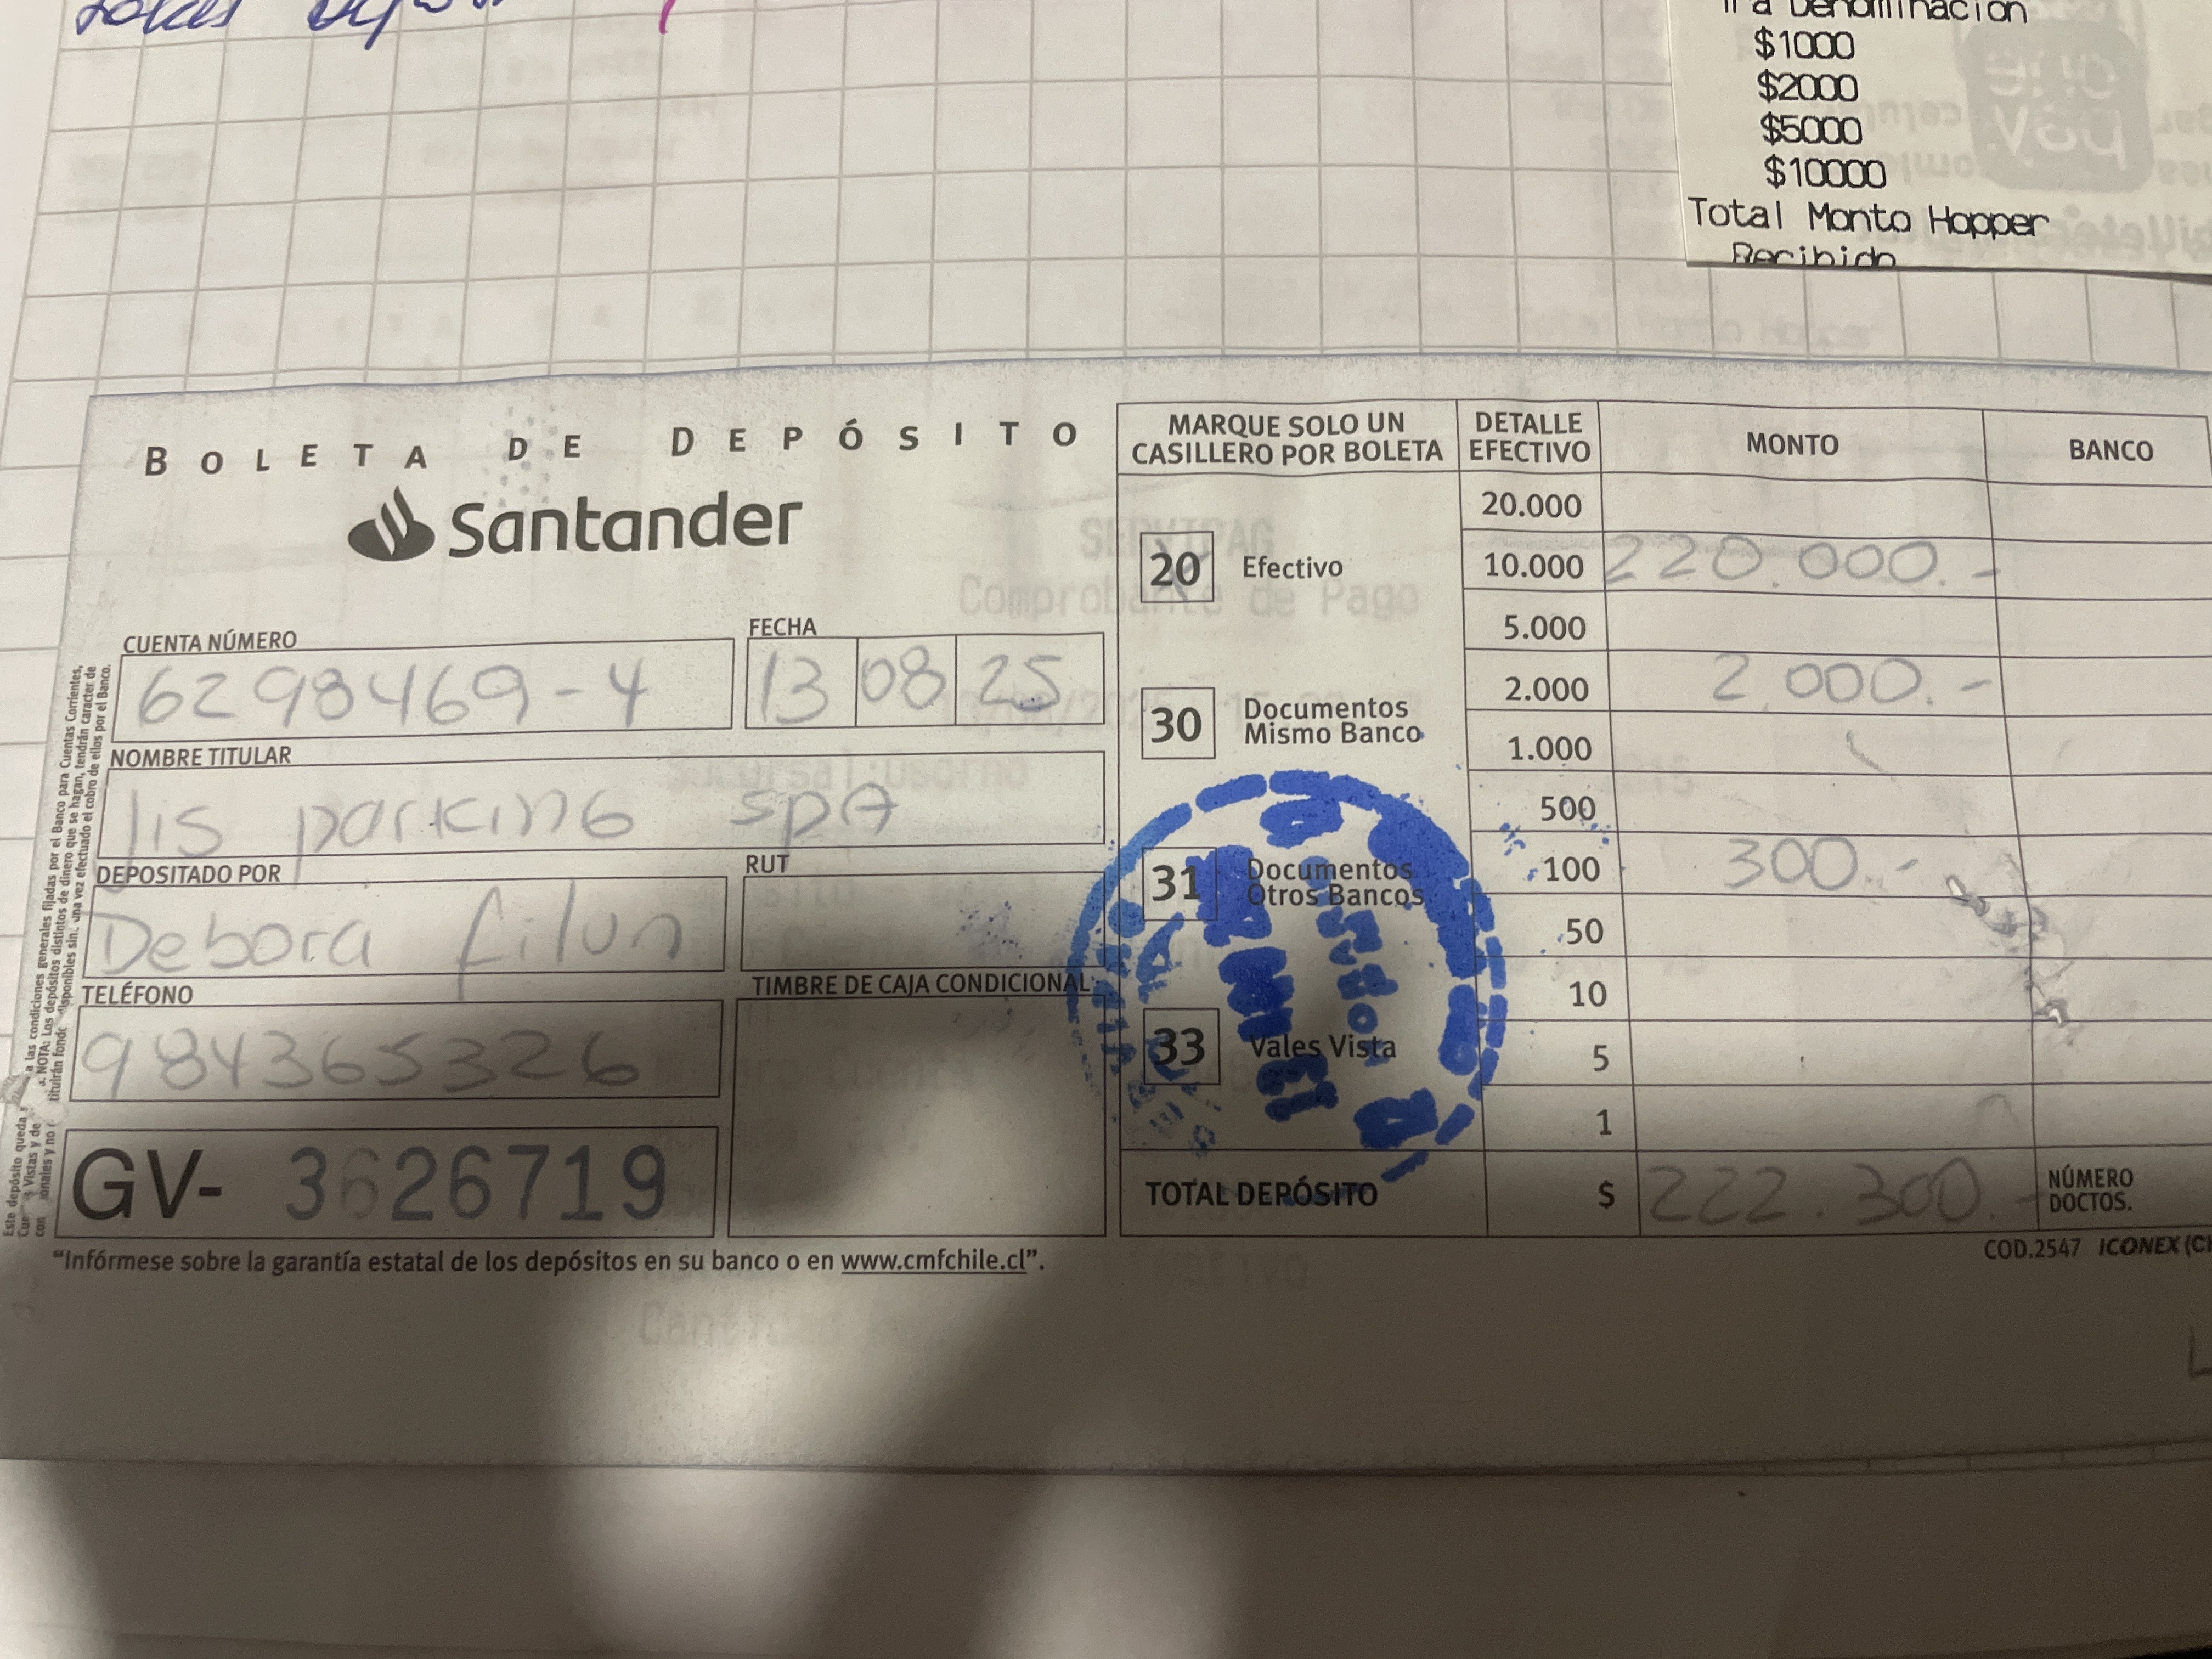 $1000
$2000
$5000
$10000
Total Monto Hopper
Recibido
BOLETA DE DEPÓSITO
Santander
CUENTA NÚMERO
6298469-4
FECHA
13 08 25
NOMBRE TITULAR
Jis parking spA
DEPOSITADO POR
Debora filun
RUT
TELÉFONO
984365326
TIMBRE DE CAJA CONDICIONAL
GV- 3626719
"Infórmese sobre la garantía estatal de los depósitos en su banco o en www.cmfchile.cl".
MARQUE SOLO UN
CASILLERO POR BOLETA
20 Efectivo
30 Documentos
Mismo Banco
31 Documentos
Otros Bancos
33 Vales Vista
DETALLE
EFECTIVO
MONTO
BANCO
20.000
10.000 220.000.-
5.000
2.000 2.000.-
1.000
500
100 300.-
50
10
5
1
TOTAL DEPÓSITO $ 222.300.-
NÚMERO
DOCTOS.
COD.2547 ICONEX